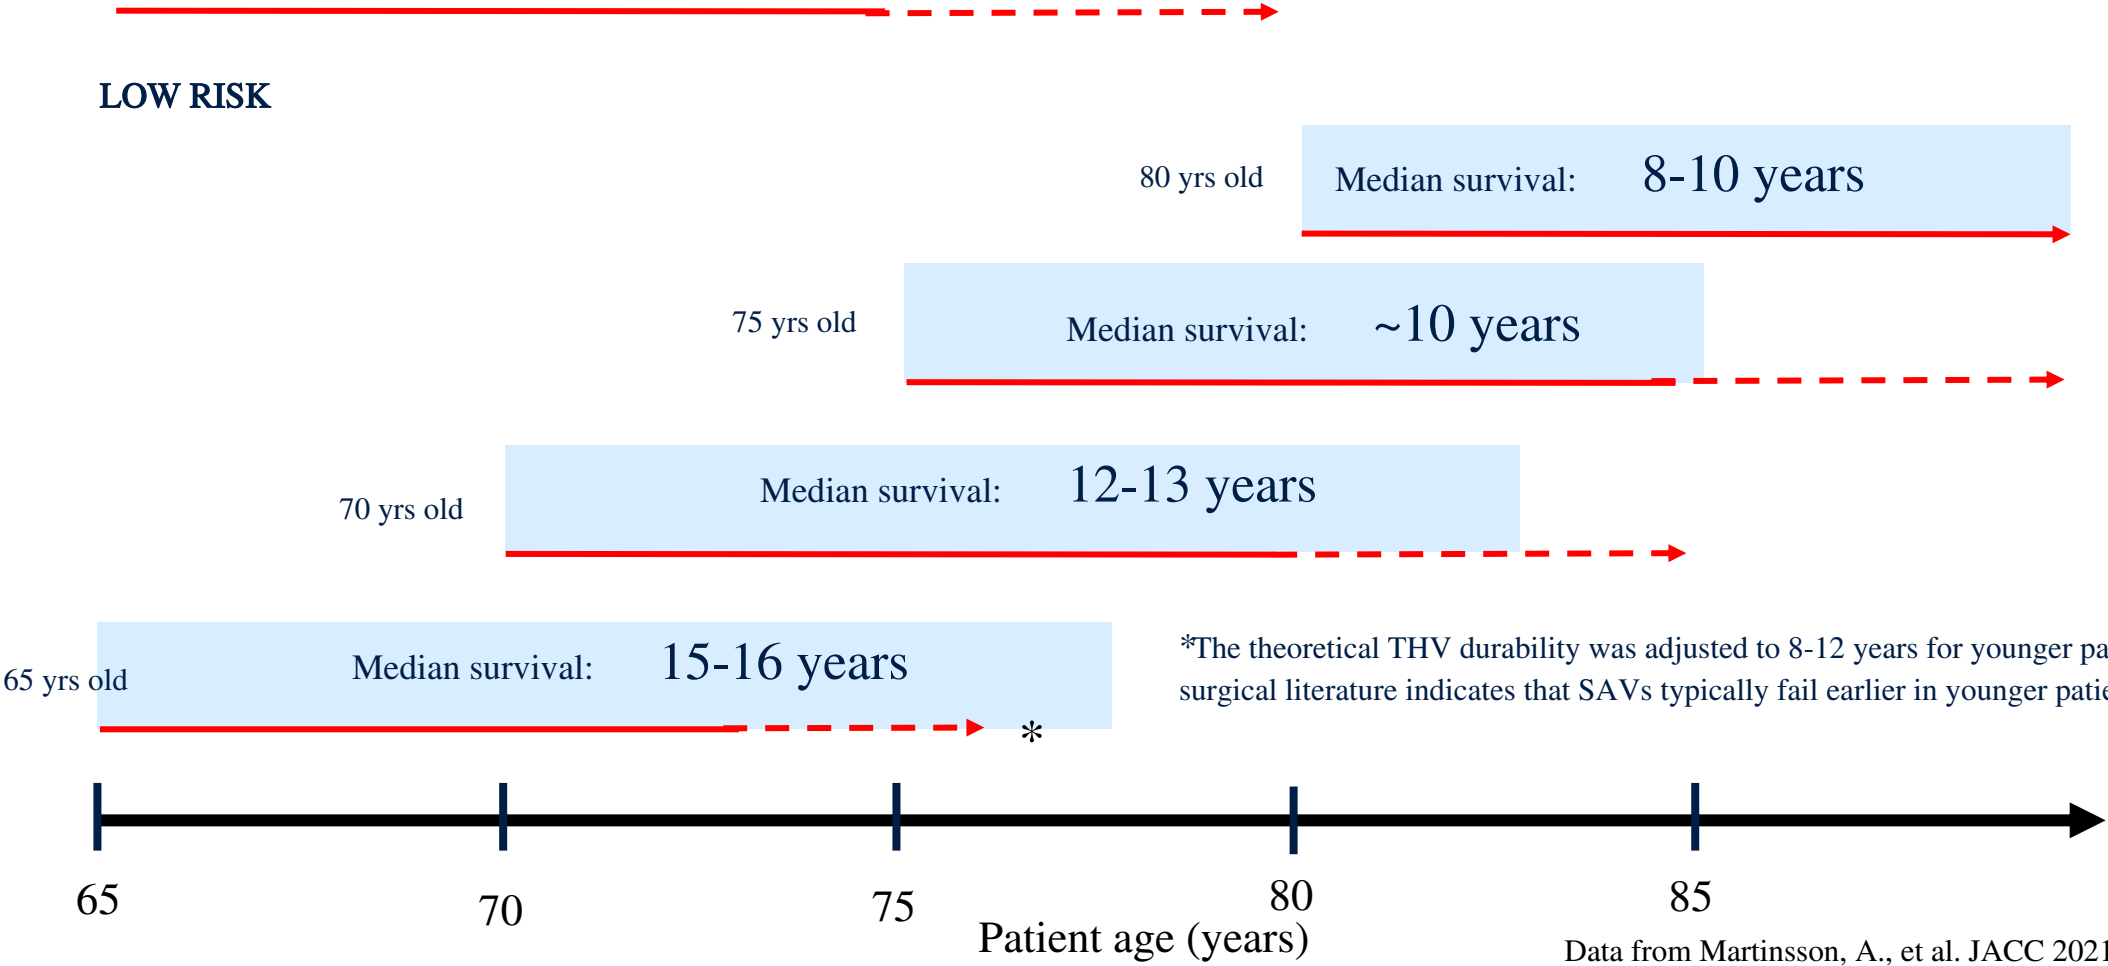 LOW RISK
80 yrs old
Median survival: 8-10 years
75 yrs old
Median survival: ~10 years
70 yrs old
Median survival: 12-13 years
65 yrs old
Median survival: 15-16 years
*
*The theoretical THV durability was adjusted to 8-12 years for younger
surgical literature indicates that SAVs typically fail earlier in younger
65
70
75
80
85
Patient age (years)
Data from Martinsson, A., et al. JACC 2021